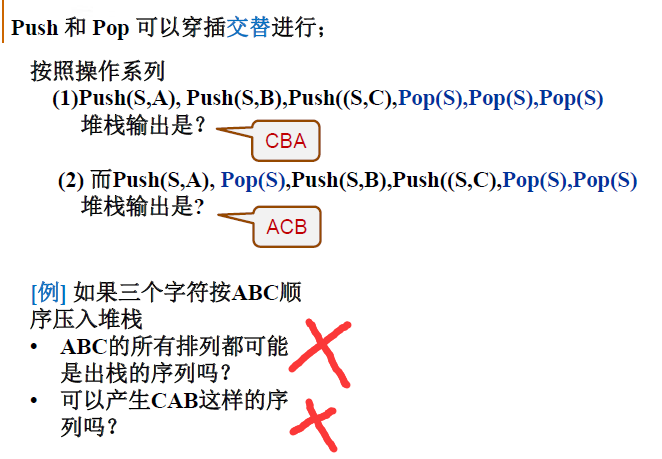 Push 和 Pop 可以穿插交替进行；
按照操作系列
(1)Push(S,A), Push(S,B),Push((S,C),Pop(S),Pop(S),Pop(S)
堆栈输出是？
CBA
(2) 而Push(S,A), Pop(S),Push(S,B),Push((S,C),Pop(S),Pop(S)
堆栈输出是?
ACB
[例] 如果三个字符按ABC顺
序压入堆栈
• ABC的所有排列都可能
是出栈的序列吗？
• 可以产生CAB这样的序
列吗？